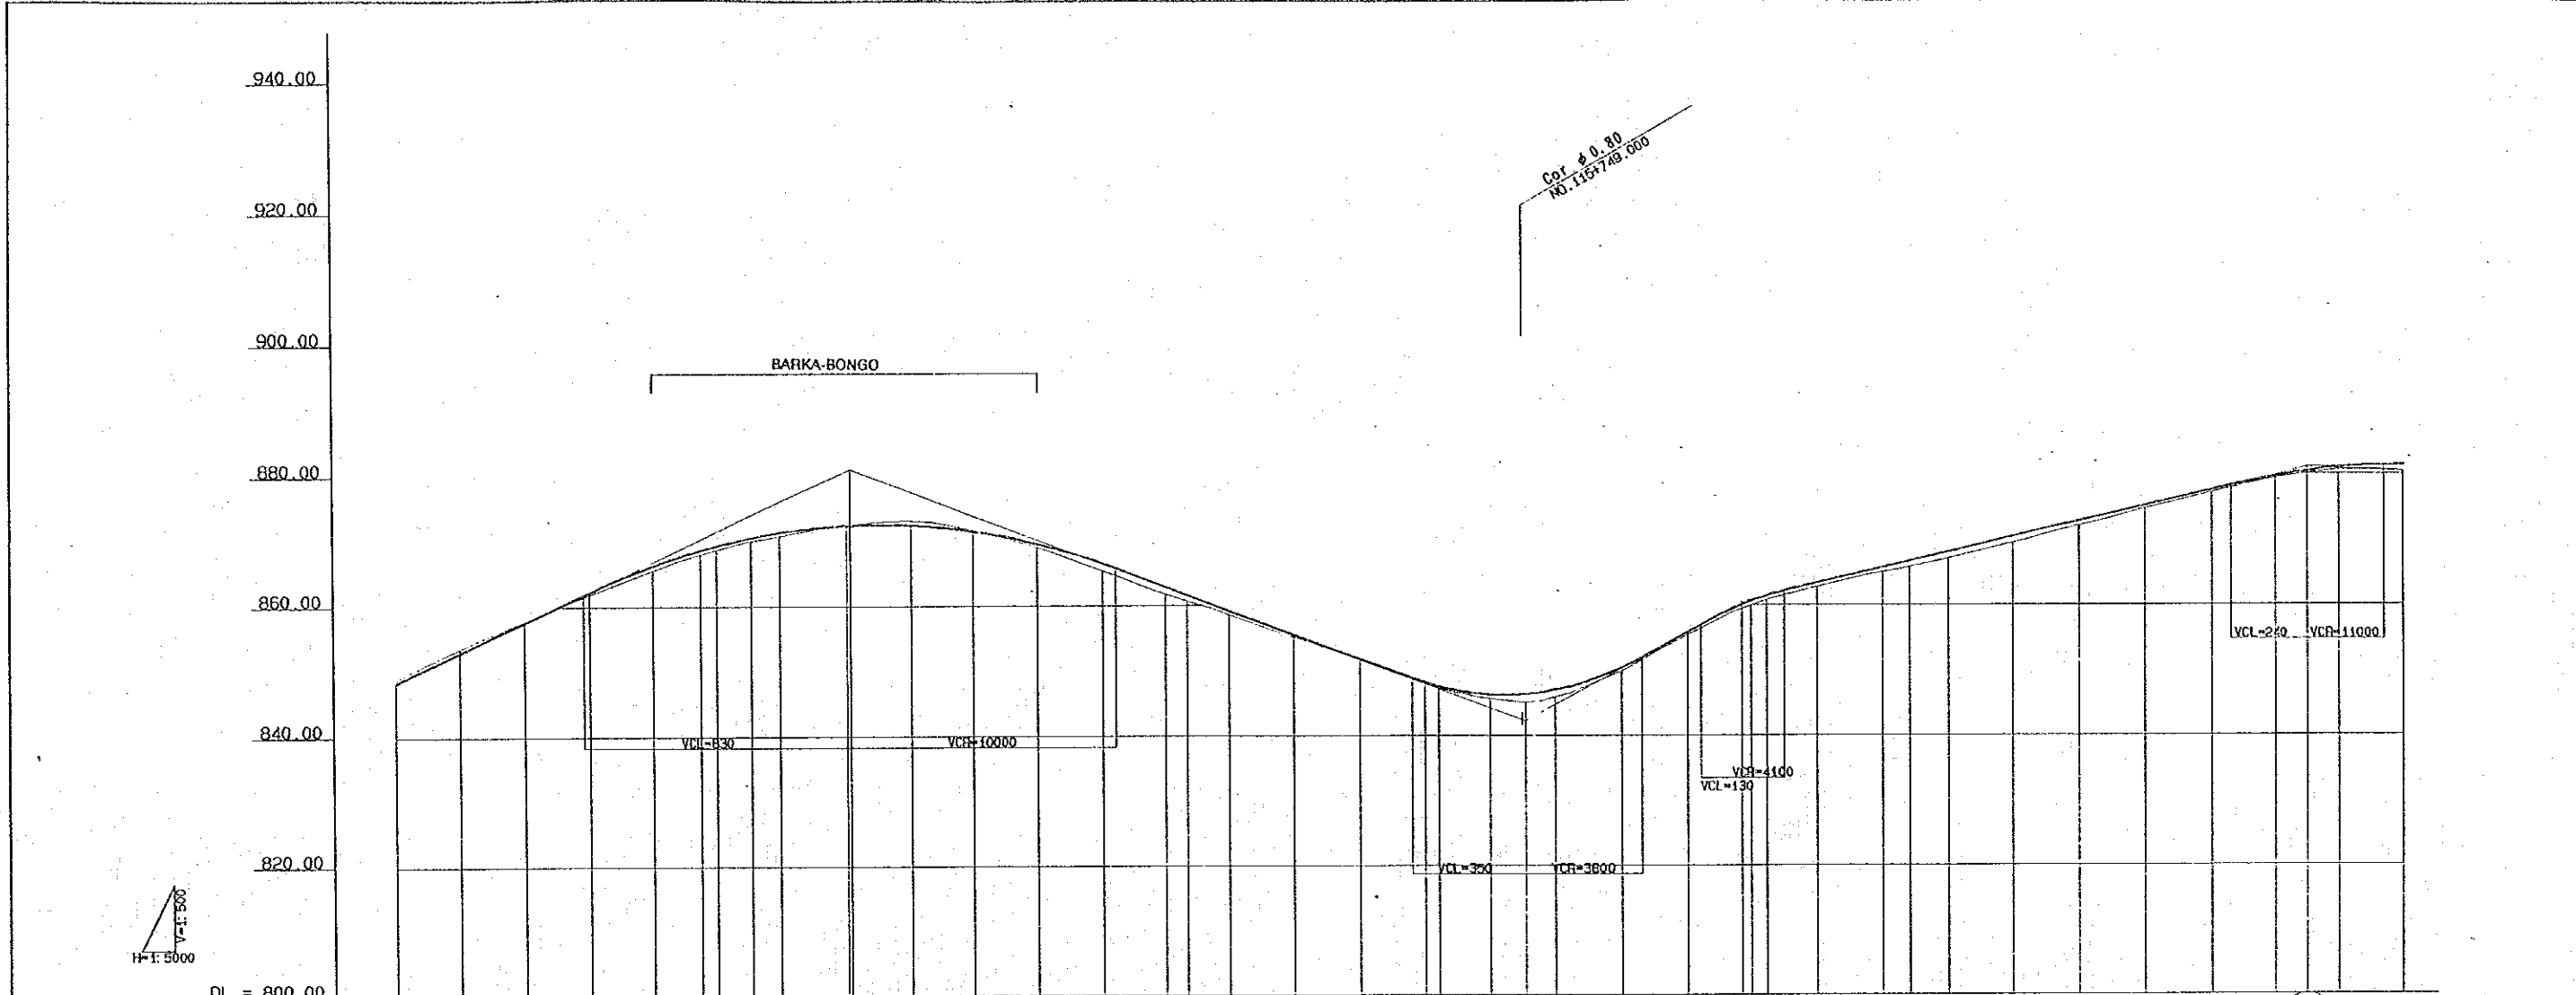 940.00
Cor φ 0.80
NO.115+749.000
920.00
900.00
BARKA-BONGO
880.00
860.00
VCL=240 VCR=11000
840.00
VCL=830 VCR=10000
VCR=4100
VCL=130
820.00
VCL=350 VCR=3800
V=1:500
H=1:5000
DL = 800.00